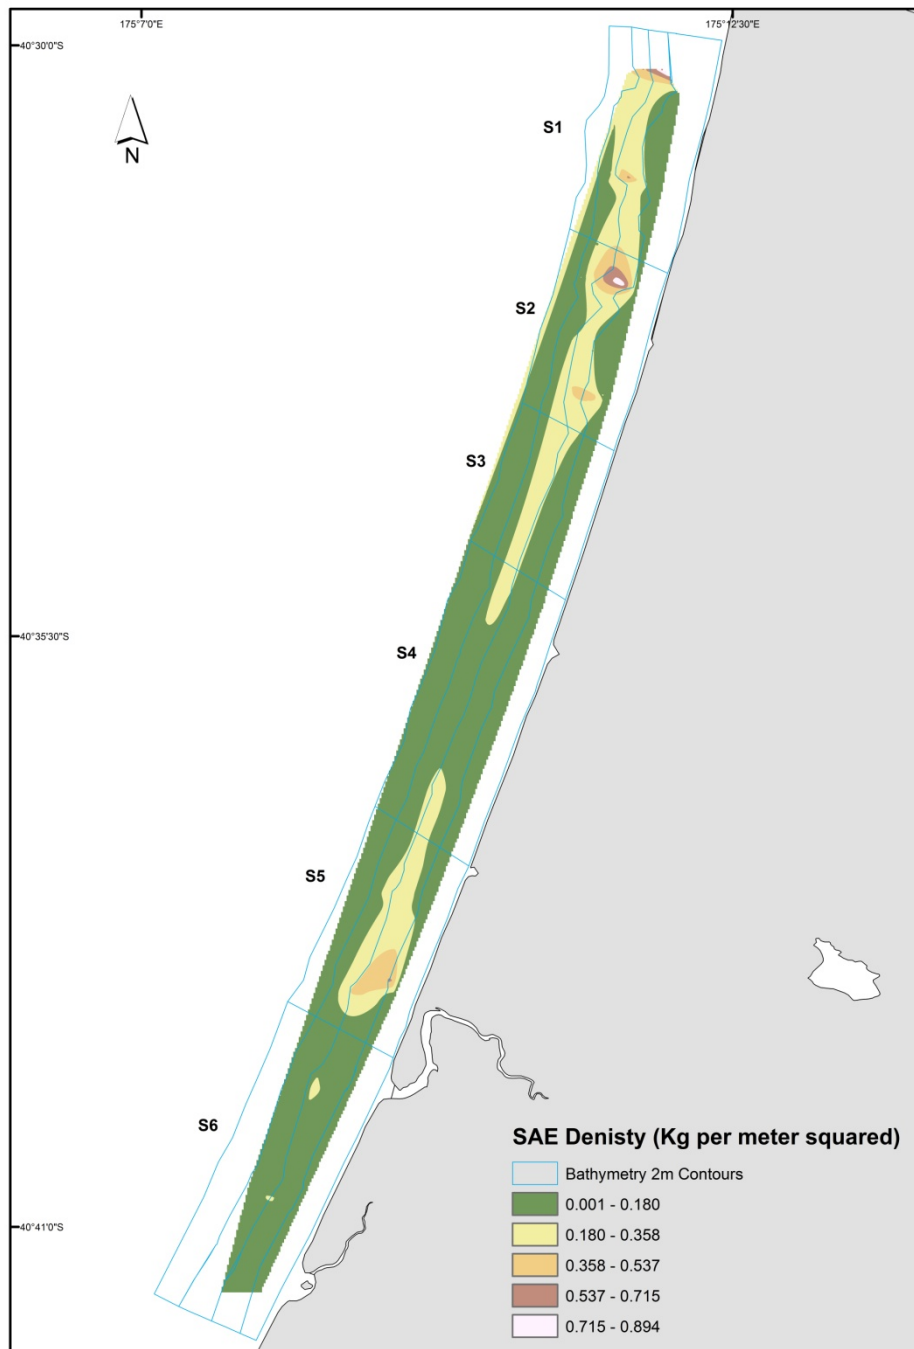 175°7'0"E
175°12'30"E
40°30'0"S
N
S1
S2
S3
40°35'30"S
S4
S5
S6
40°41'0"S
SAE Denisty (Kg per meter squared)
Bathymetry 2m Contours
0.001 - 0.180
0.180 - 0.358
0.358 - 0.537
0.537 - 0.715
0.715 - 0.894